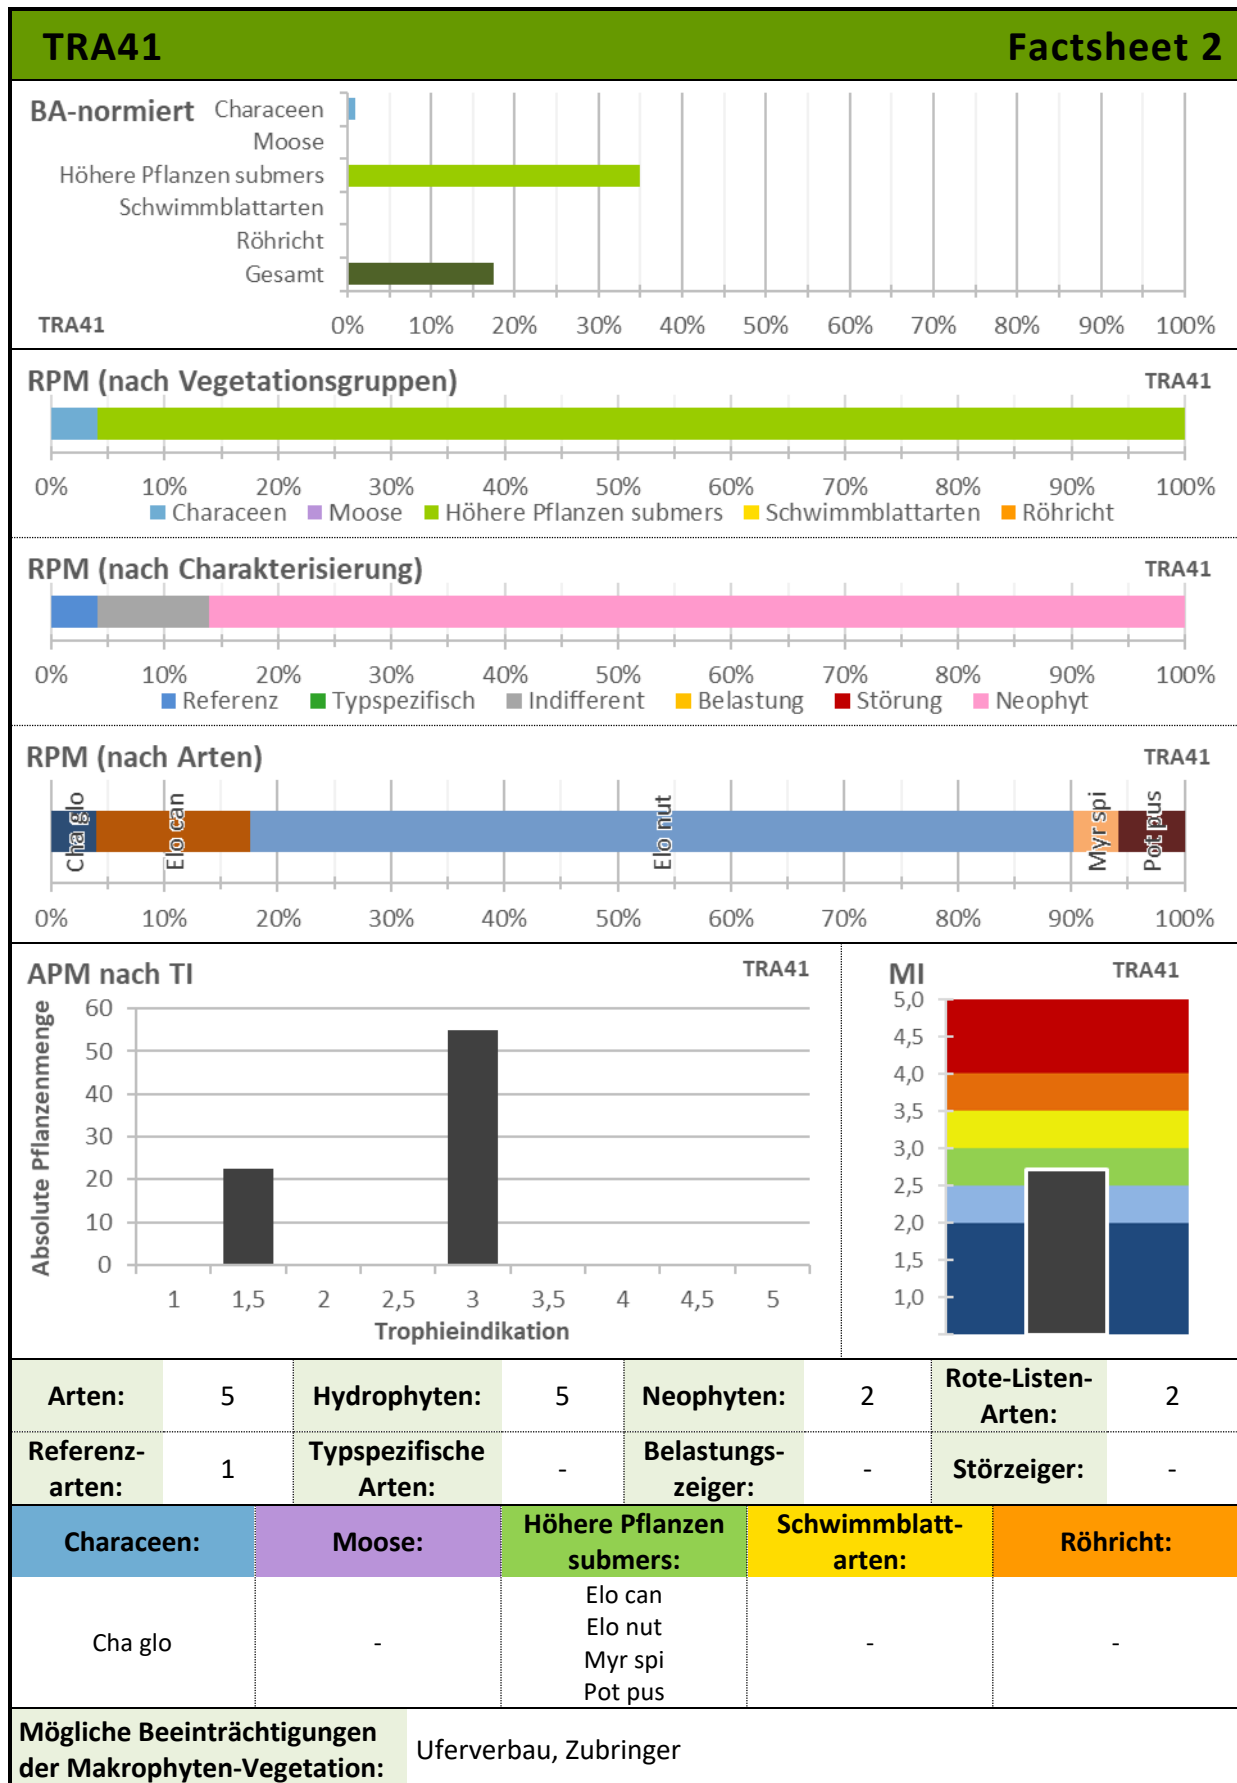 TRA41 Factsheet 2
BA-normiert
Characeen
Moose
Höhere Pflanzen submers
Schwimmblattarten
Röhricht
Gesamt
TRA41
0% 10% 20% 30% 40% 50% 60% 70% 80% 90% 100%
RPM (nach Vegetationsgruppen) TRA41
0% 10% 20% 30% 40% 50% 60% 70% 80% 90% 100%
Characeen Moose Höhere Pflanzen submers Schwimmblattarten Röhricht
RPM (nach Charakterisierung) TRA41
0% 10% 20% 30% 40% 50% 60% 70% 80% 90% 100%
Referenz Typspezifisch Indifferent Belastung Störung Neophyt
RPM (nach Arten) TRA41
Cha glo
Elo can
Elo nut
Myr spi
Pot pus
0% 10% 20% 30% 40% 50% 60% 70% 80% 90% 100%
APM nach TI TRA41
Absolute Pflanzenmenge
60
50
40
30
20
10
0
1 1,5 2 2,5 3 3,5 4 4,5 5
Trophieindikation
MI TRA41
5,0
4,5
4,0
3,5
3,0
2,5
2,0
1,5
1,0
Arten: 5 Hydrophyten: 5 Neophyten: 2 Rote-Listen-
Arten: 2
Referenz-
arten: 1 Typspezifische
Arten: - Belastungs-
zeiger: - Störzeiger: -
Characeen: Moose: Höhere Pflanzen
submers: Schwimmblatt-
arten: Röhricht:
Cha glo
-
Elo can
Elo nut
Myr spi
Pot pus
-
-
Mögliche Beeinträchtigungen
der Makrophyten-Vegetation:
Uferverbau, Zubringer